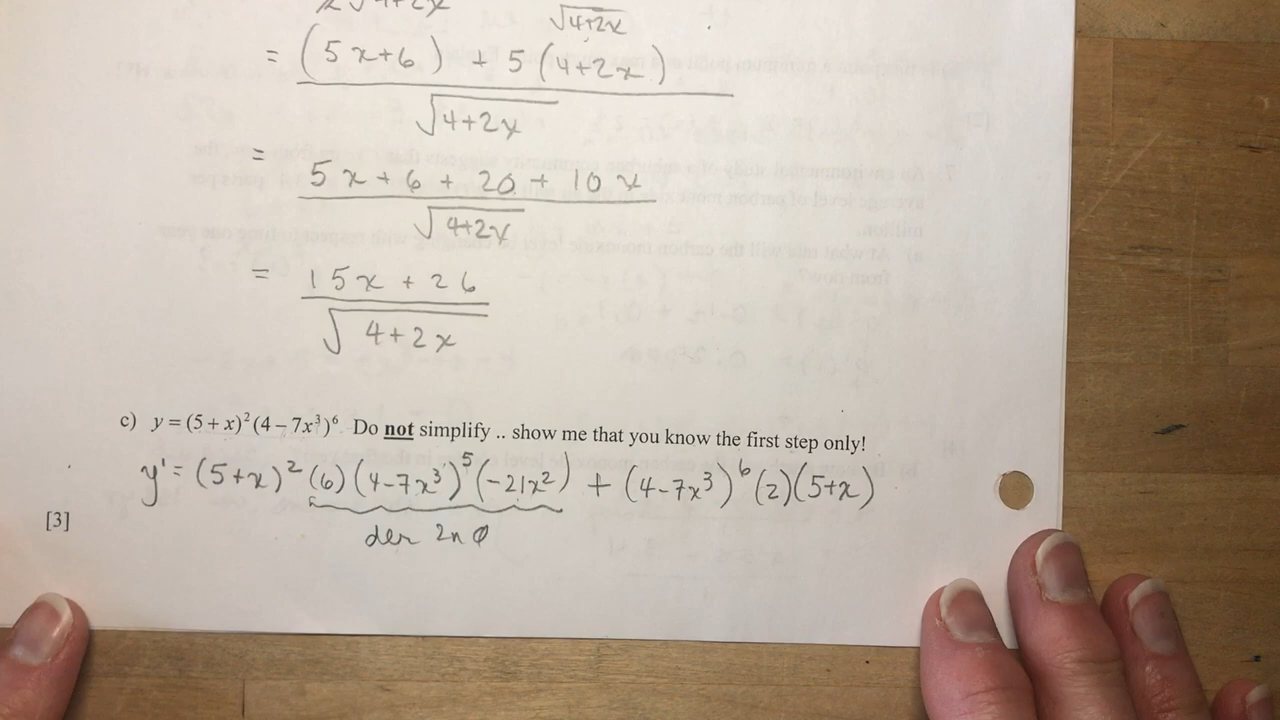 √4+2x
= (5x+6) + 5(4+2x)
√4+2x
=
5x + 6 + 20 + 10x
√4+2x
= 15x + 26
√4+2x
c) y = (5 + x)²(4 – 7x³)⁶ Do not simplify .. show me that you know the first step only!
y' = (5+x)² (6)(4-7x³)⁵(-21x²) + (4-7x³)⁶(2)(5+x)
[3]
der 2nd